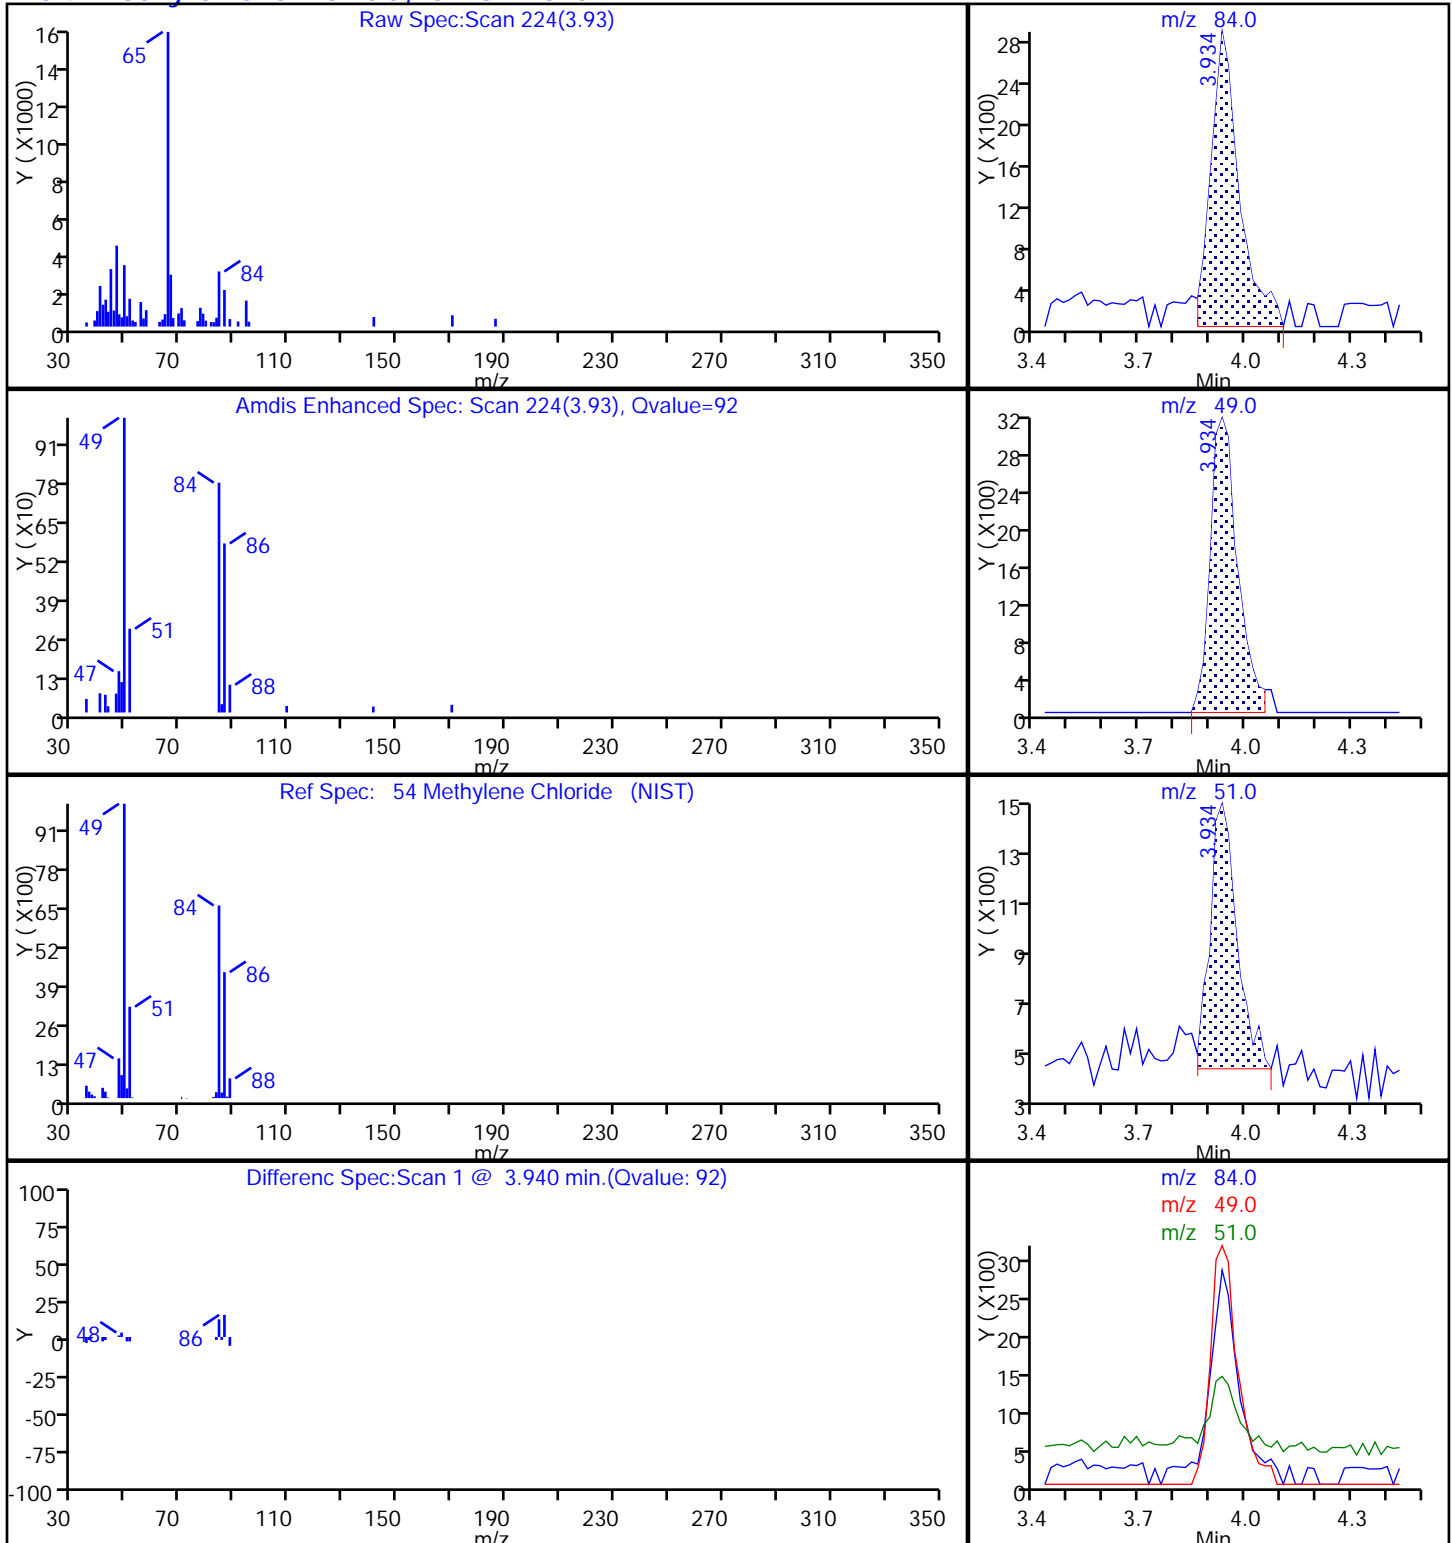 Raw Spec:Scan 224(3.93)
Y ( X1000)
16
14
12
10
8
6
4
2
0
65
84
30 70 110 150 190 230 270 310 350
m/z
m/z 84.0
Y ( X100)
28
24
20
16
12
8
4
0
3.934
3.4 3.7 4.0 4.3
Min
Amdis Enhanced Spec: Scan 224(3.93), Qvalue=92
Y ( X10)
91
78
65
52
39
26
13
0
49
84
86
51
47
88
30 70 110 150 190 230 270 310 350
m/z
m/z 49.0
Y ( X100)
32
28
24
20
16
12
8
4
0
3.934
3.4 3.7 4.0 4.3
Min
Ref Spec: 54 Methylene Chloride (NIST)
Y ( X100)
91
78
65
52
39
26
13
0
49
84
86
51
47
88
30 70 110 150 190 230 270 310 350
m/z
m/z 51.0
Y ( X100)
15
13
11
9
7
5
3
3.934
3.4 3.7 4.0 4.3
Min
Differenc Spec:Scan 1 @ 3.940 min.(Qvalue: 92)
Y
100
75
50
25
0
-25
-50
-75
-100
48
86
30 70 110 150 190 230 270 310 350
m/z
m/z 84.0
m/z 49.0
m/z 51.0
Y ( X100)
30
25
20
15
10
5
0
3.4 3.7 4.0 4.3
Min